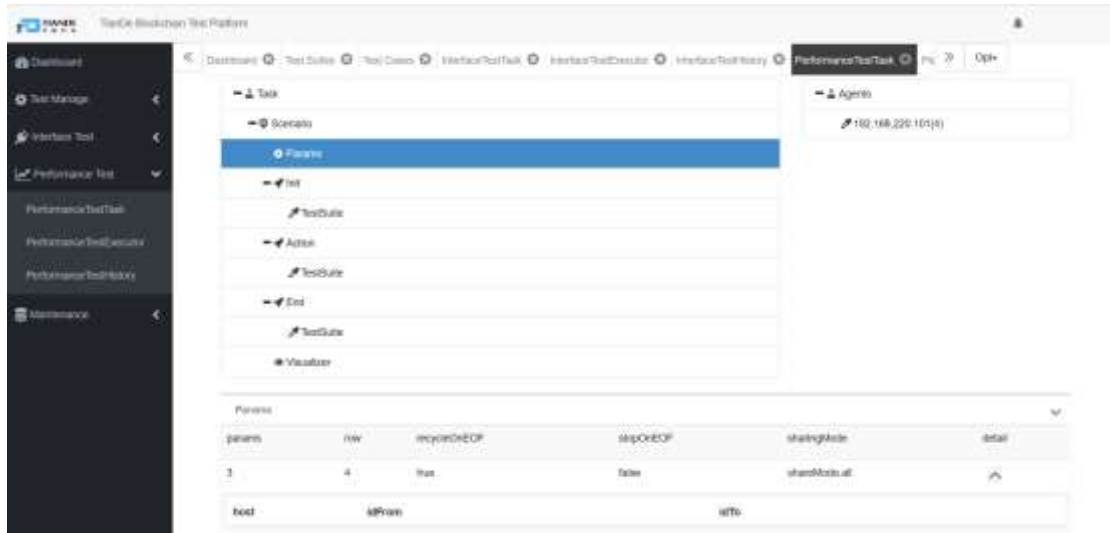 TianDe Blockchain Test Platform
Dashboard
Test Manage
Interface Test
Performance Test
PerformanceTestTask
PerformanceTestExecutor
PerformanceTestHistory
Maintenance
Dashboard Test Suites Test Cases InterfaceTestTask InterfaceTestExecutor InterfaceTestHistory PerformanceTestTask Opt
Task
Scenario
Params
Init
TestSuite
Action
TestSuite
End
TestSuite
Visualizer
Agents
192.168.220.101(4)
Params
params row recycleOnEOF stopOnEOF sharingMode detail
3 4 true false shareMode.all
host idFrom idTo